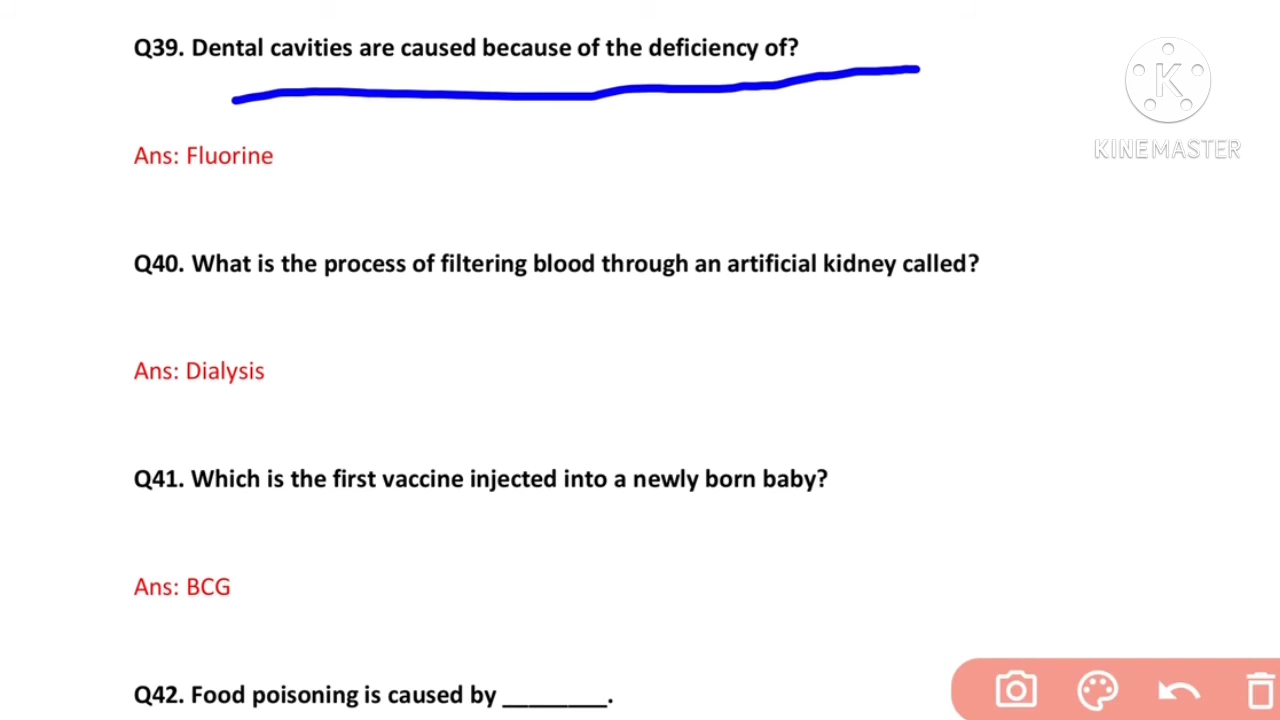 Q39. Dental cavities are caused because of the deficiency of?
K
KINEMASTER
Ans: Fluorine
Q40. What is the process of filtering blood through an artificial kidney called?
Ans: Dialysis
Q41. Which is the first vaccine injected into a newly born baby?
Ans: BCG
Q42. Food poisoning is caused by ________.